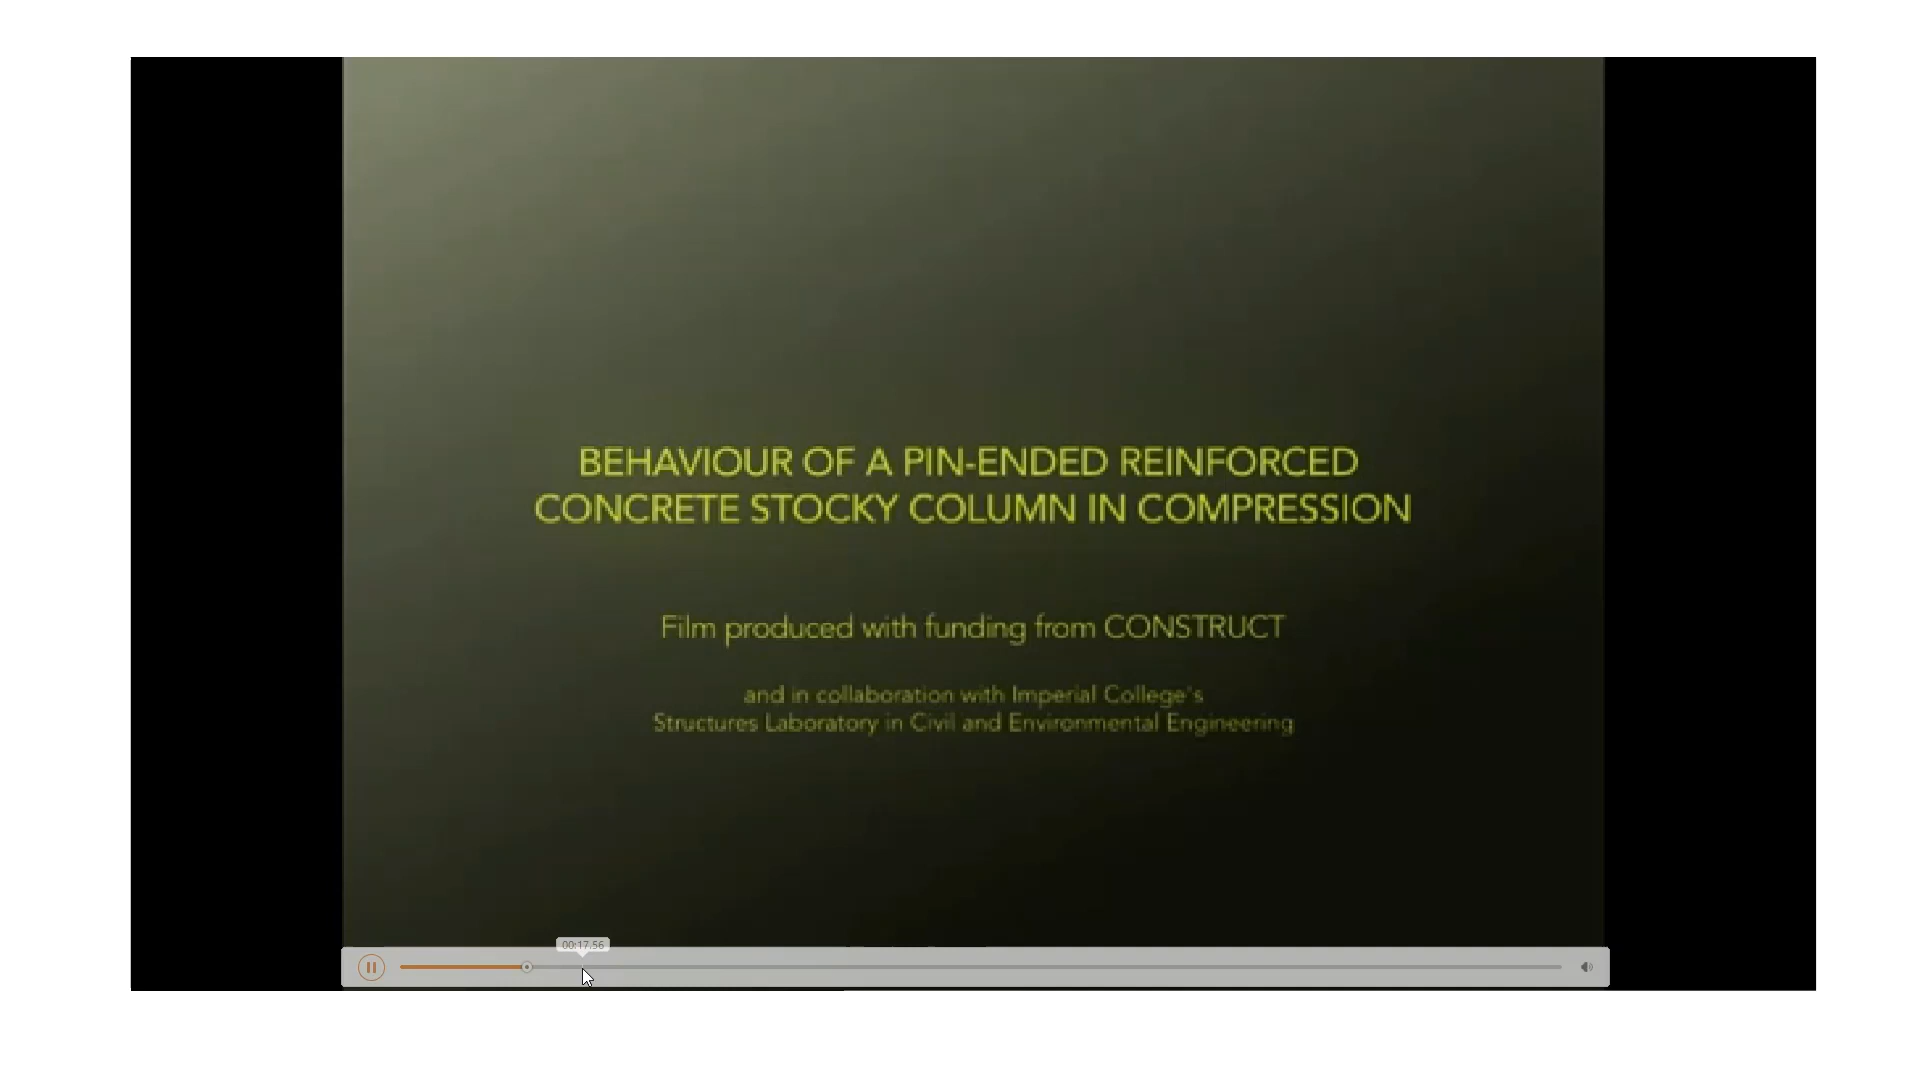 BEHAVIOUR OF A PIN-ENDED REINFORCED
CONCRETE STOCKY COLUMN IN COMPRESSION
Film produced with funding from CONSTRUCT
and in collaboration with Imperial College's
Structures Laboratory in Civil and Environmental Engineering
00:17.56